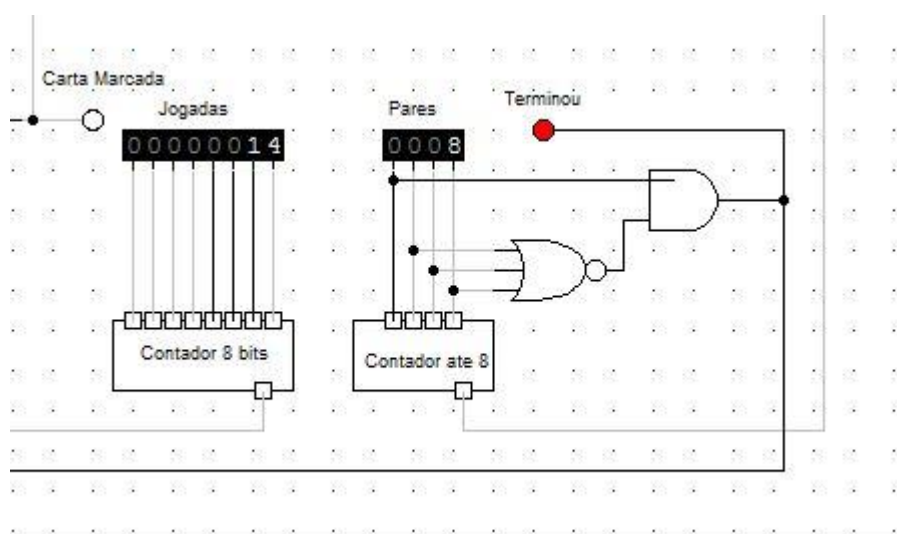 Carta Marcada
Jogadas
Pares
Terminou
00000014
0008
Contador 8 bits
Contador ate 8